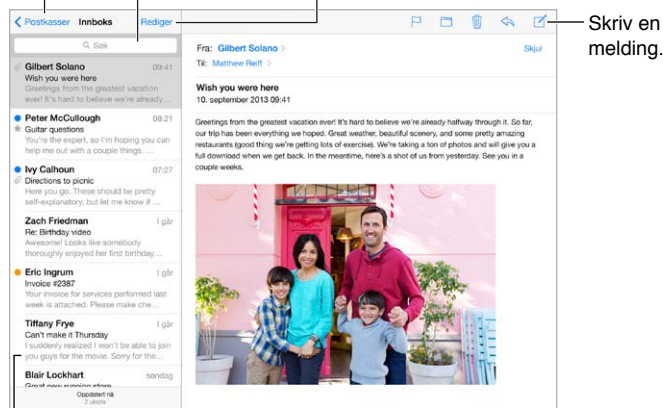 Postkasser Innboks Rediger
Søk
Gilbert Solano 09:41
Wish you were here
Greetings from the greatest vacation
ever! It's hard to believe we're already…
Peter McCullough 08:21
Guitar questions
You're the expert, so I'm hoping you can
help me out with a couple things. …
Ivy Calhoun 07:27
Directions to picnic
Here you go. These should be pretty
self-explanatory, but let me know if …
Zach Friedman I går
Re: Birthday video
Awesome! Looks like somebody
thoroughly enjoyed her first birthday…
Eric Ingrum I går
Invoice #2387
Your invoice for services performed last
week is attached. Please make che…
Tiffany Frye I går
Can't make it Thursday
I suddenly realized I won't be able to join
you guys for the movie. Sorry for the…
Blair Lockhart søndag
Great new running store
Oppdatert nå
2 uleste
Fra: Gilbert Solano Skjul
Til: Matthew Reiff
Wish you were here
10. september 2013 09:41
Greetings from the greatest vacation ever! It's hard to believe we're already halfway through it. So far,
our trip has been everything we hoped. Great weather, beautiful scenery, and some pretty amazing
restaurants (good thing we're getting lots of exercise). We're taking a ton of photos and will give you a
full download when we get back. In the meantime, here's a shot of us from yesterday. See you in a
couple weeks.
Skriv en
melding.